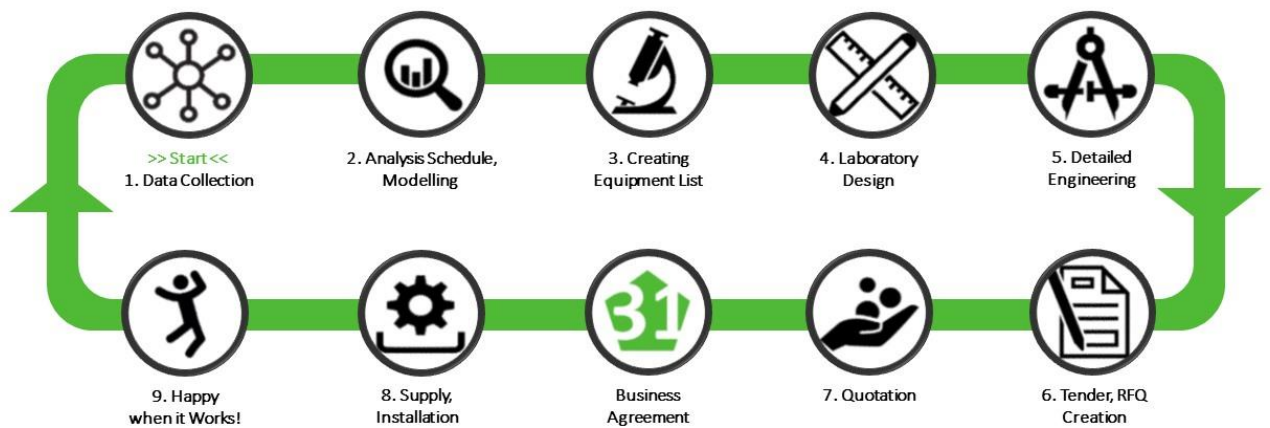 >> Start <<
1. Data Collection
2. Analysis Schedule,
Modelling
3. Creating
Equipment List
4. Laboratory
Design
5. Detailed
Engineering
9. Happy
when it Works!
8. Supply,
Installation
31
Business
Agreement
7. Quotation
6. Tender, RFQ
Creation